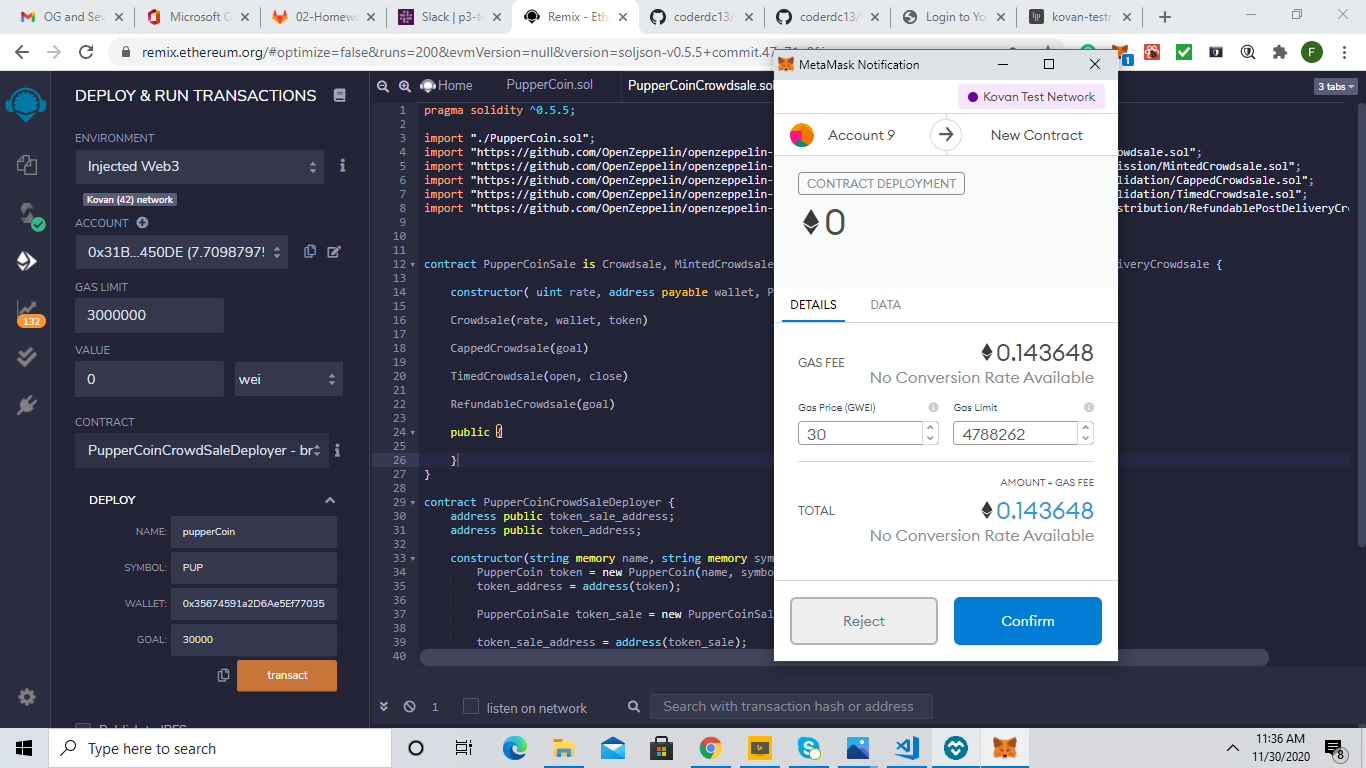 OG and Sev
Microsoft O
02-Homew
Slack | p3-t
Remix - Eth
coderdc13/
coderdc13/
Login to Yo
kovan-testn
remix.ethereum.org/#optimize=false&runs=200&evmVersion=null&version=soljson-v0.5.5+commit.47
1
F
MetaMask Notification
DEPLOY & RUN TRANSACTIONS
Home
PupperCoin.sol
PupperCoinCrowdsale.sol
3 tabs
Kovan Test Network
ENVIRONMENT
Injected Web3
Kovan (42) network
ACCOUNT
0x31B...450DE (7.7098797
GAS LIMIT
3000000
132
VALUE
0
wei
CONTRACT
PupperCoinCrowdSaleDeployer - br
DEPLOY
NAME: pupperCoin
SYMBOL: PUP
WALLET: 0x35674591a2D6Ae5Ef77035
GOAL: 30000
transact
Publish to IPFS
1 pragma solidity ^0.5.5;
2
3 import "./PupperCoin.sol";
4 import "https://github.com/OpenZeppelin/openzeppelin- owdsale.sol";
5 import "https://github.com/OpenZeppelin/openzeppelin- ission/MintedCrowdsale.sol";
6 import "https://github.com/OpenZeppelin/openzeppelin- lidation/CappedCrowdsale.sol";
7 import "https://github.com/OpenZeppelin/openzeppelin- lidation/TimedCrowdsale.sol";
8 import "https://github.com/OpenZeppelin/openzeppelin- stribution/RefundablePostDeliveryCr
9
10
11
12 contract PupperCoinSale is Crowdsale, MintedCrowdsale liveryCrowdsale {
13
14 constructor( uint rate, address payable wallet, P
15
16 Crowdsale(rate, wallet, token)
17
18 CappedCrowdsale(goal)
19
20 TimedCrowdsale(open, close)
21
22 RefundableCrowdsale(goal)
23
24 public {
25
26 }
27 }
28
29 contract PupperCoinCrowdSaleDeployer {
30 address public token_sale_address;
31 address public token_address;
32
33 constructor(string memory name, string memory sym
34 PupperCoin token = new PupperCoin(name, symbo
35 token_address = address(token);
36
37 PupperCoinSale token_sale = new PupperCoinSal
38
39 token_sale_address = address(token_sale);
40
Account 9
New Contract
CONTRACT DEPLOYMENT
0
DETAILS
DATA
GAS FEE
0.143648
No Conversion Rate Available
Gas Price (GWEI)
Gas Limit
30
4788262
AMOUNT + GAS FEE
TOTAL
0.143648
No Conversion Rate Available
Reject
Confirm
1
listen on network
Search with transaction hash or address
Type here to search
11:36 AM
11/30/2020
8